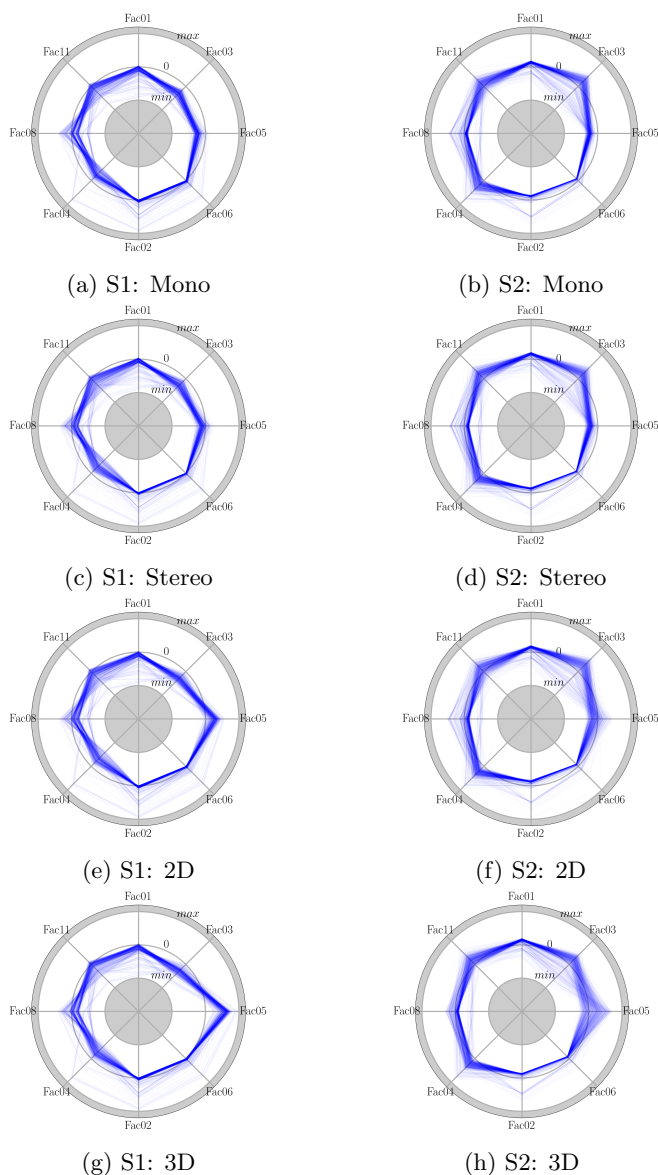 Fac01
Fac11 max Fac03
0
min
Fac08 Fac05
Fac04 Fac06
Fac02
(a) S1: Mono
Fac01
Fac11 max Fac03
0
min
Fac08 Fac05
Fac04 Fac06
Fac02
(b) S2: Mono
Fac01
Fac11 max Fac03
0
min
Fac08 Fac05
Fac04 Fac06
Fac02
(c) S1: Stereo
Fac01
Fac11 max Fac03
0
min
Fac08 Fac05
Fac04 Fac06
Fac02
(d) S2: Stereo
Fac01
Fac11 max Fac03
0
min
Fac08 Fac05
Fac04 Fac06
Fac02
(e) S1: 2D
Fac01
Fac11 max Fac03
0
min
Fac08 Fac05
Fac04 Fac06
Fac02
(f) S2: 2D
Fac01
Fac11 max Fac03
0
min
Fac08 Fac05
Fac04 Fac06
Fac02
(g) S1: 3D
Fac01
Fac11 max Fac03
0
min
Fac08 Fac05
Fac04 Fac06
Fac02
(h) S2: 3D